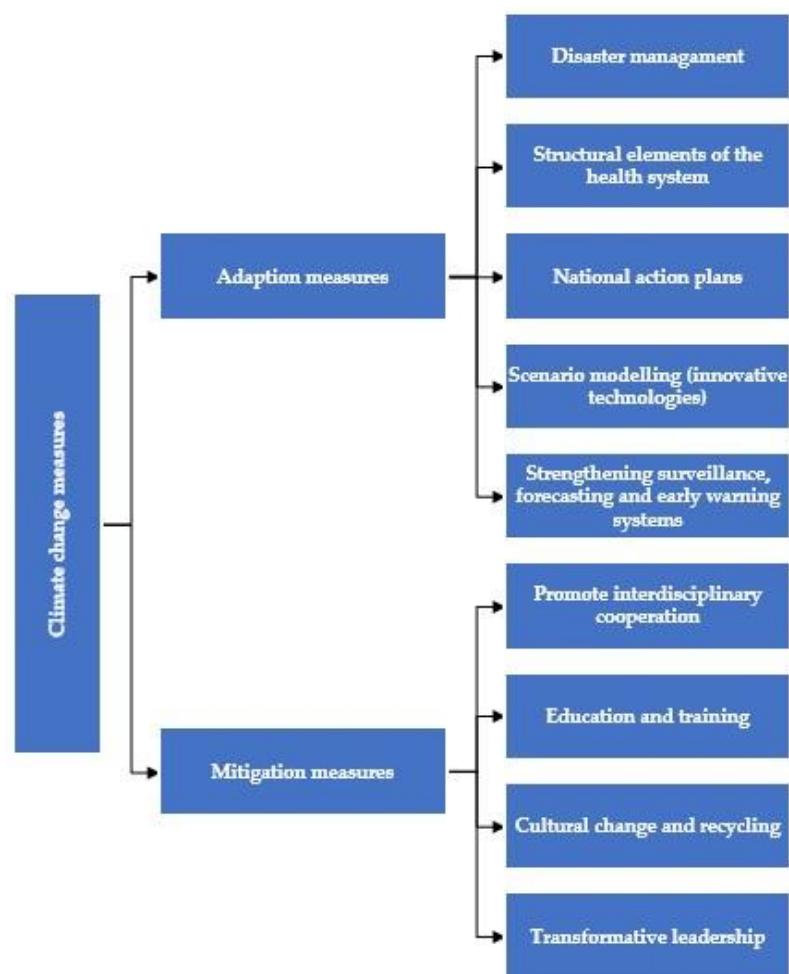 Climate change measures
Adaption measures
Disaster managament
Structural elements of the
health system
National action plans
Scenario modelling (innovative
technologies)
Strengthening surveillance,
forecasting and early warning
systems
Mitigation measures
Promote interdisciplinary
cooperation
Education and training
Cultural change and recycling
Transformative leadership